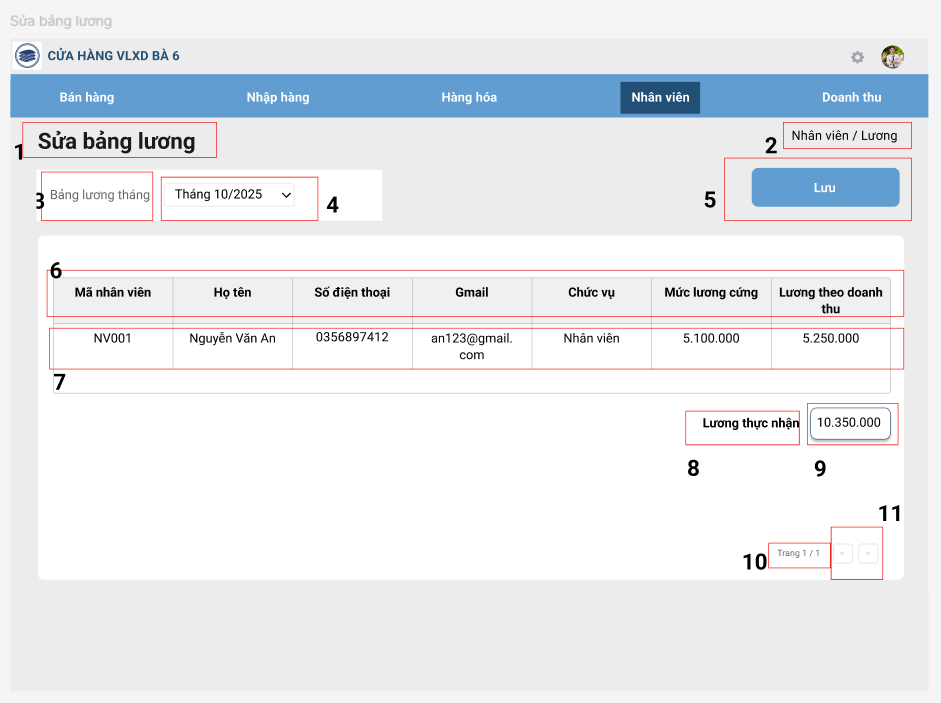 Sửa bảng lương
CỬA HÀNG VLXD BÀ 6
Bán hàng Nhập hàng Hàng hóa Nhân viên Doanh thu
1 Sửa bảng lương
2 Nhân viên / Lương
3 Bảng lương tháng Tháng 10/2025 4
5 Lưu
6
Mã nhân viên Họ tên Số điện thoại Gmail Chức vụ Mức lương cứng Lương theo doanh
thu
NV001 Nguyễn Văn An 0356897412 an123@gmail. Nhân viên 5.100.000 5.250.000
com
7
Lương thực nhận 10.350.000
8 9
11
10 Trang 1 / 1 < >